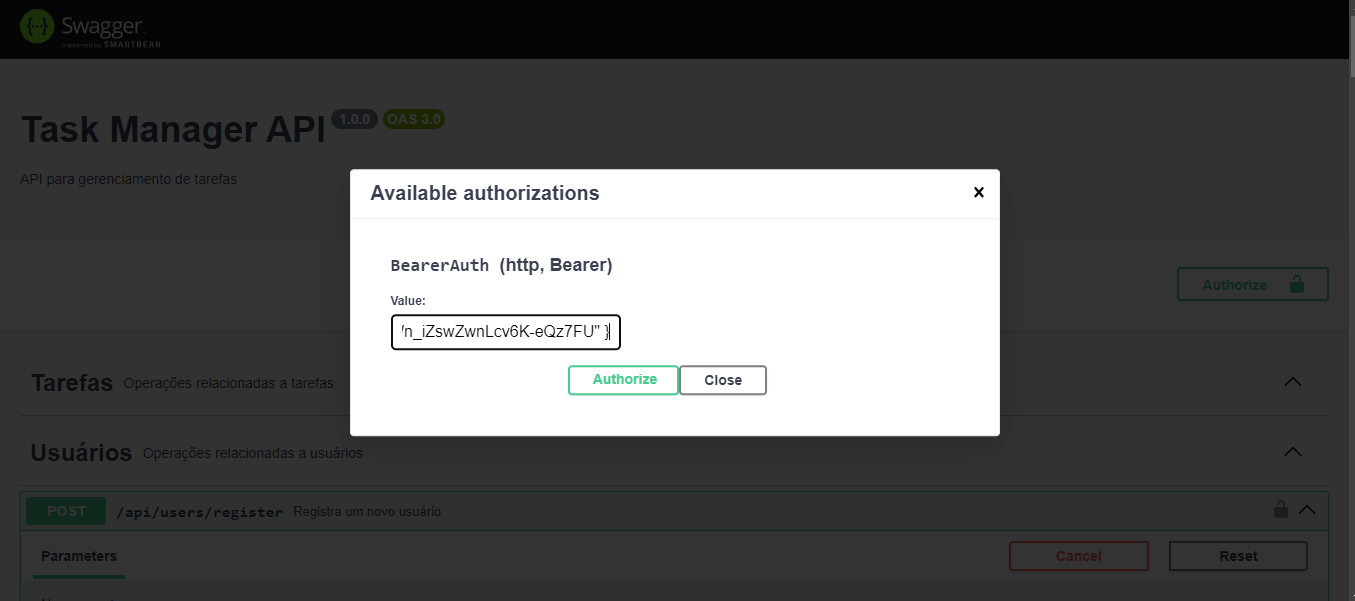 Swagger.
Supported by SMARTBEAR
Task Manager API 1.0.0 OAS 3.0
API para gerenciamento de tarefas
Available authorizations
BearerAuth (http, Bearer)
Value:
n_iZswZwnLcv6K-eQz7FU" }
Authorize
Authorize Close
Tarefas Operações relacionadas a tarefas
Usuários Operações relacionadas a usuários
POST /api/users/register Registra um novo usuário
Parameters Cancel Reset